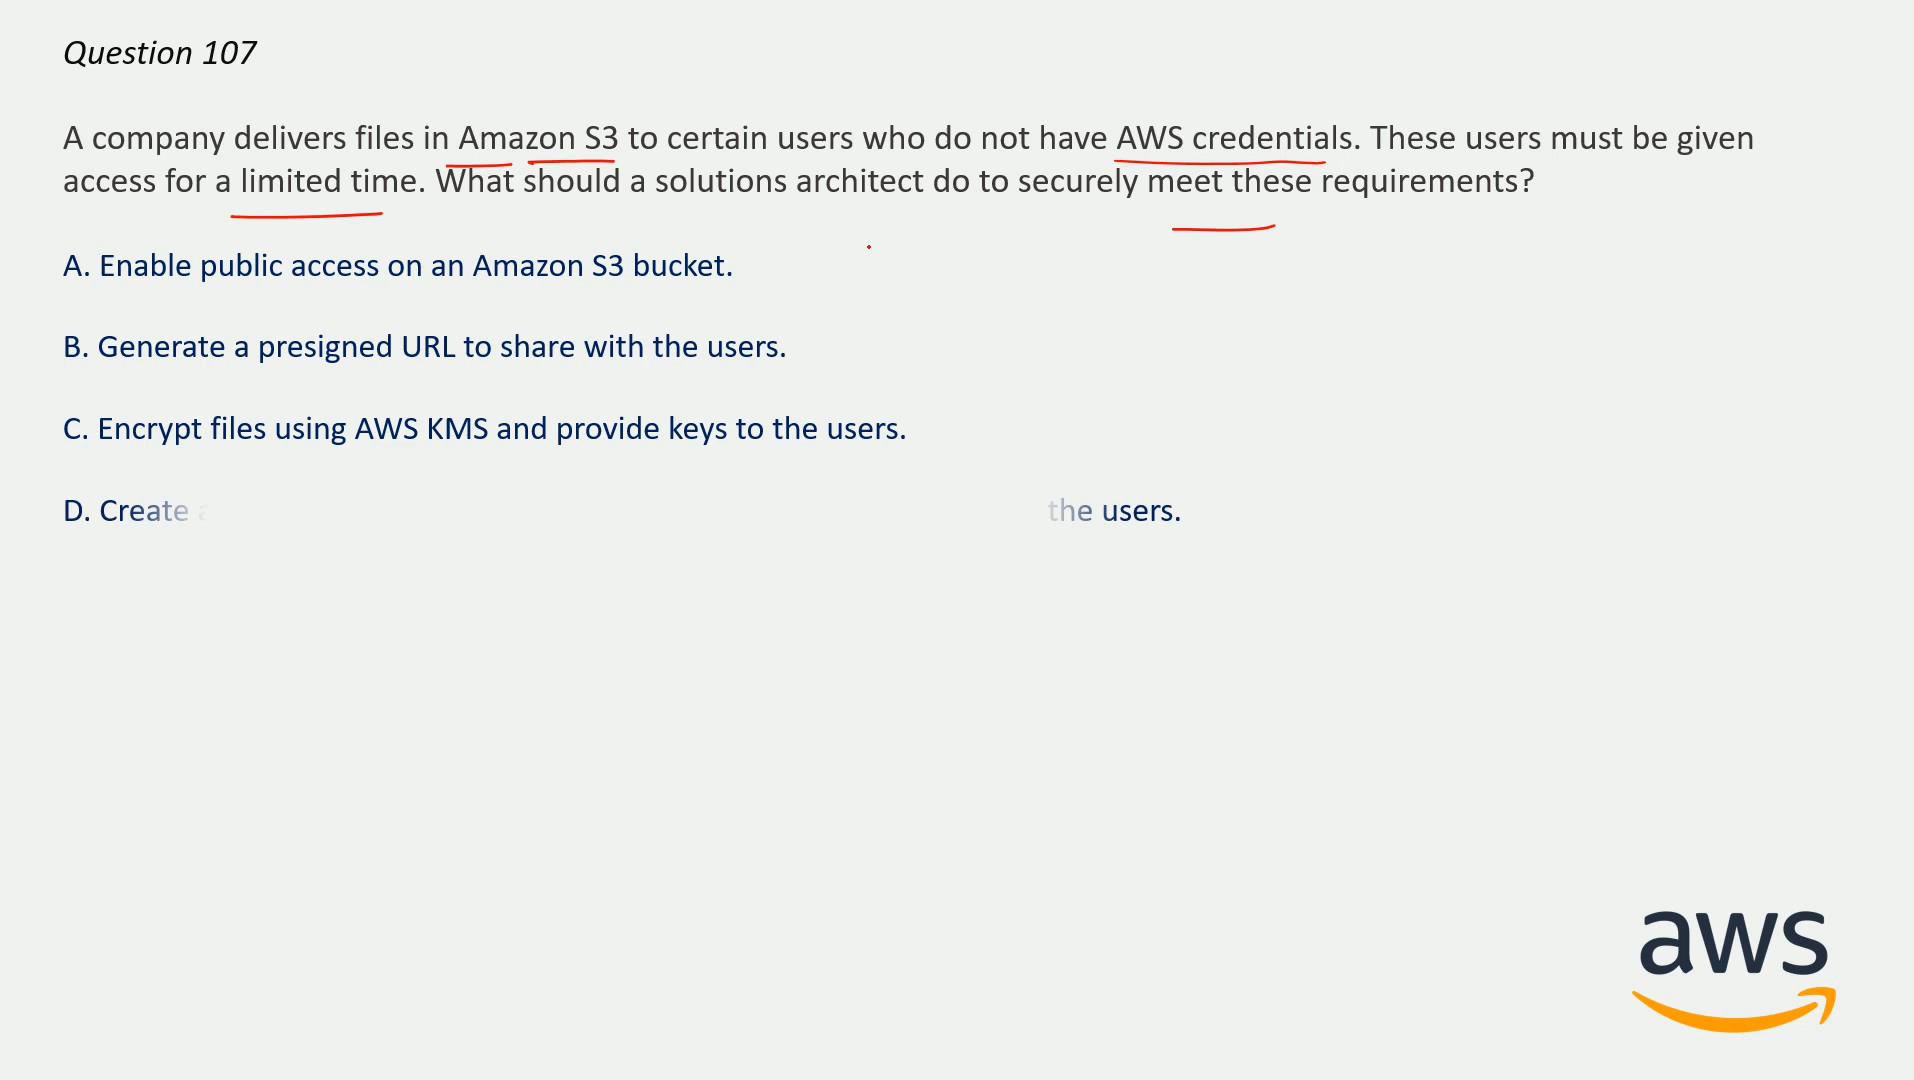 Question 107
A company delivers files in Amazon S3 to certain users who do not have AWS credentials. These users must be given
access for a limited time. What should a solutions architect do to securely meet these requirements?
A. Enable public access on an Amazon S3 bucket.
B. Generate a presigned URL to share with the users.
C. Encrypt files using AWS KMS and provide keys to the users.
D. Create a the users.
aws